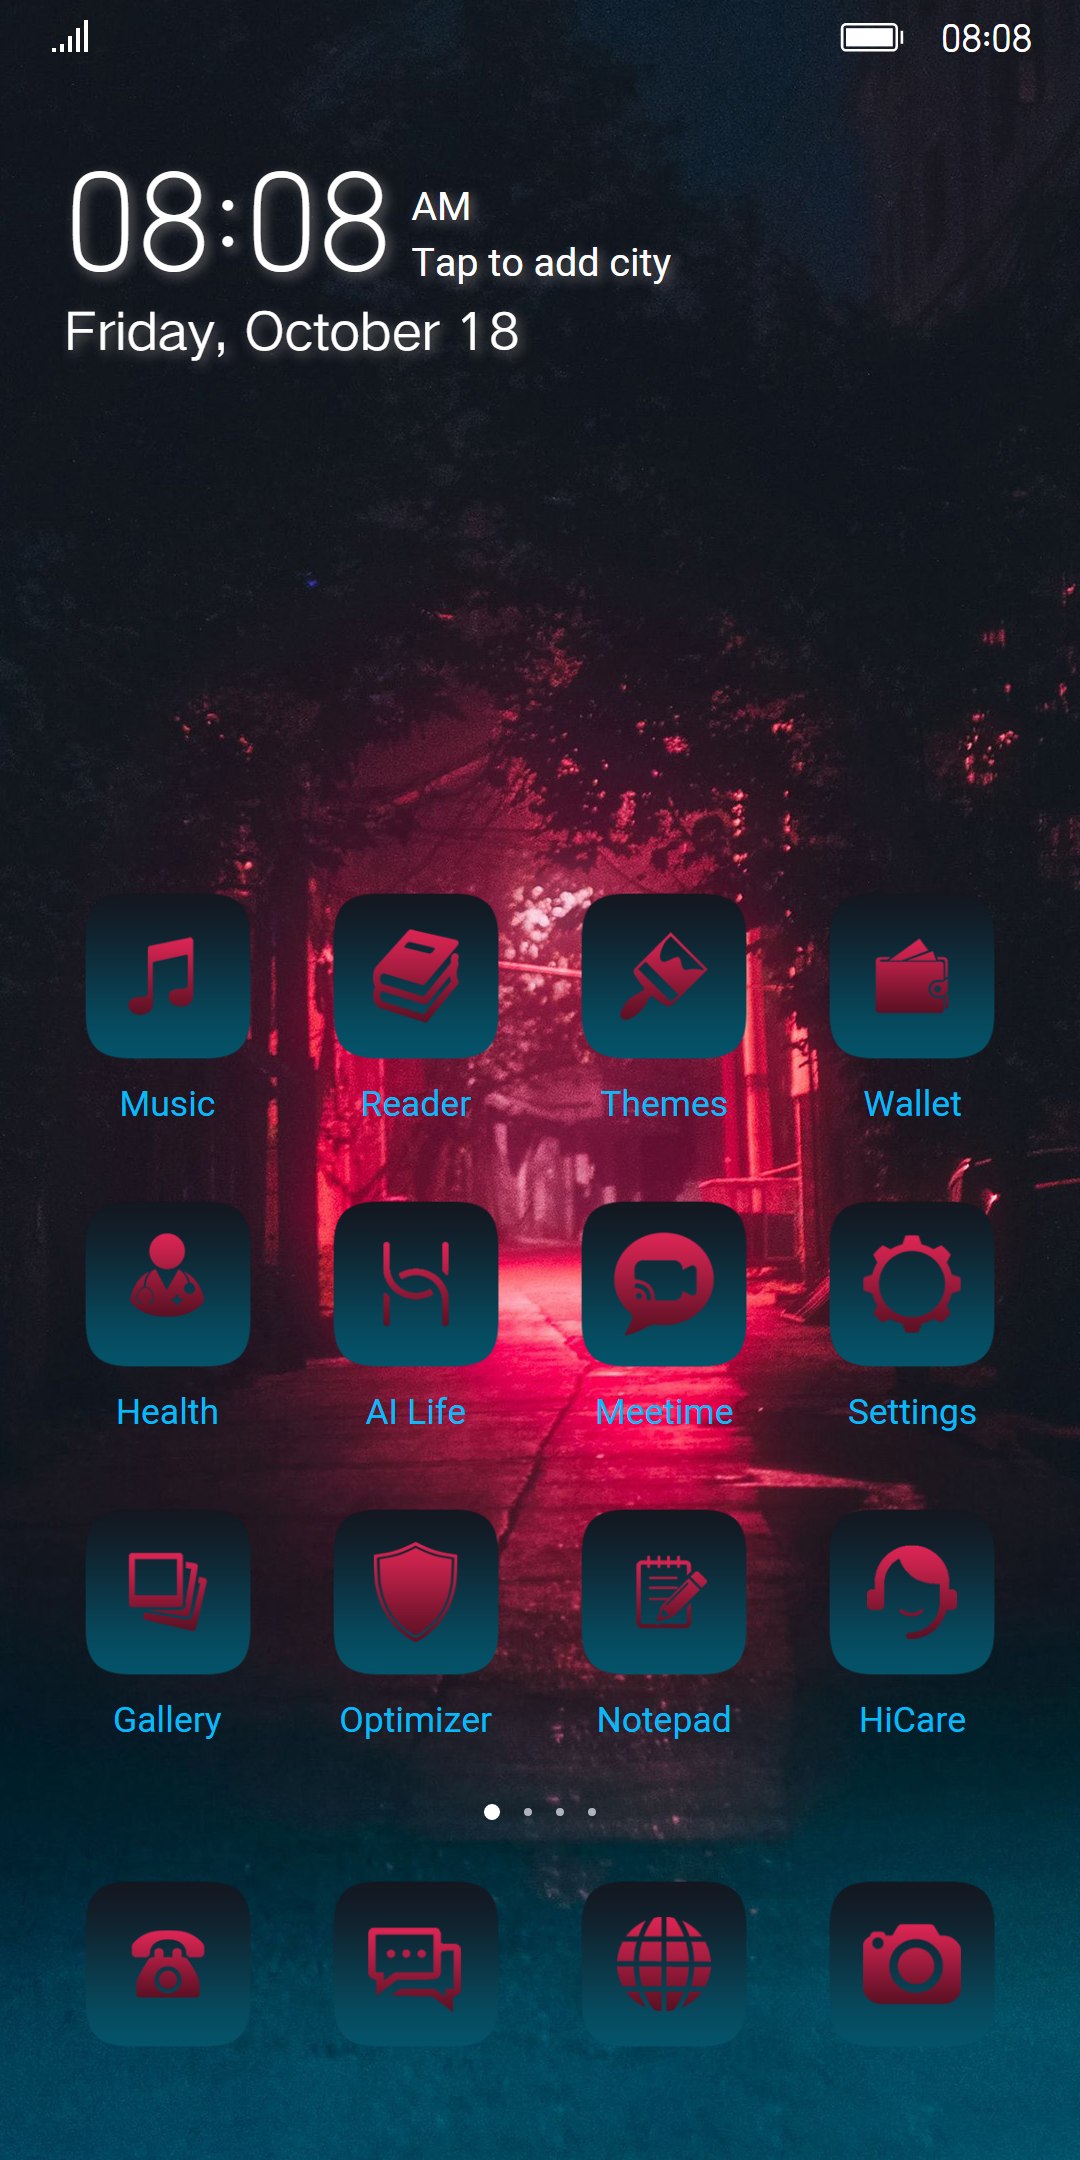 08:08
08:08 AM
Tap to add city
Friday, October 18
Music Reader Themes Wallet
Health AI Life Meetime Settings
Gallery Optimizer Notepad HiCare